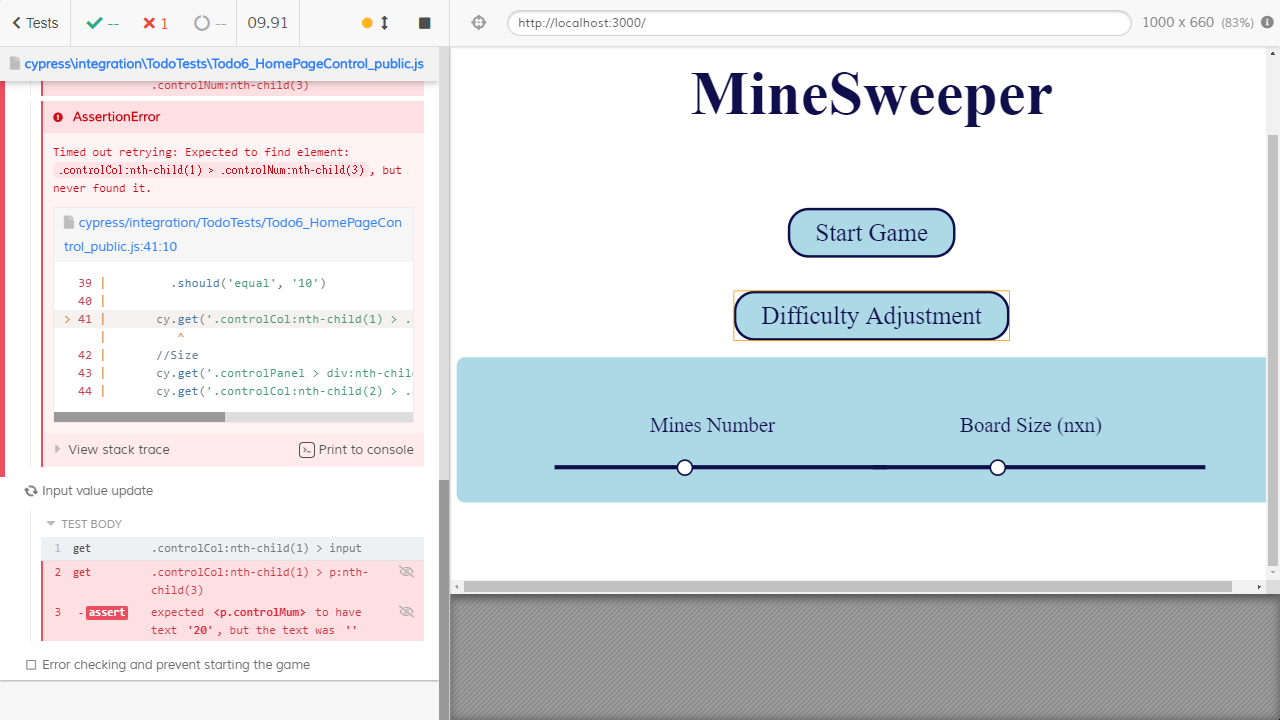 Tests
--
1
--
09.91
http://localhost:3000/
1000 x 660 (83%)
cypress\integration\TodoTests\Todo6_HomePageControl_public.js
.controlNum:nth-child(3)
AssertionError
Timed out retrying: Expected to find element:
.controlCol:nth-child(1) > .controlNum:nth-child(3), but
never found it.
cypress/integration/TodoTests/Todo6_HomePageCon
trol_public.js:41:10
39 | .should('equal', '10')
40 |
> 41 | cy.get('.controlCol:nth-child(1) > .
| ^
42 | //Size
43 | cy.get('.controlPanel > div:nth-chil
44 | cy.get('.controlCol:nth-child(2) > .
View stack trace
Print to console
Input value update
TEST BODY
1 get .controlCol:nth-child(1) > input
2 get .controlCol:nth-child(1) > p:nth-
child(3)
3 -assert expected <p.controlMum> to have
text '20', but the text was ''
Error checking and prevent starting the game
MineSweeper
Start Game
Difficulty Adjustment
Mines Number
Board Size (nxn)